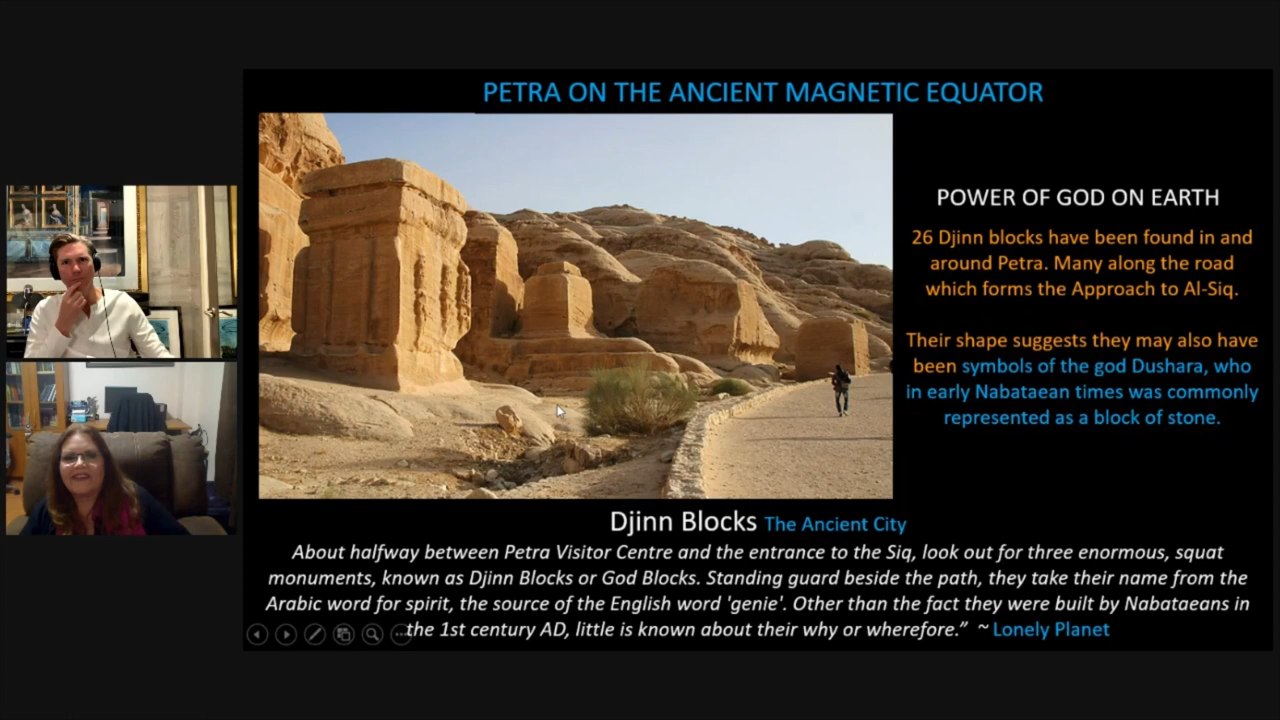 PETRA ON THE ANCIENT MAGNETIC EQUATOR
POWER OF GOD ON EARTH
26 Djinn blocks have been found in and
around Petra. Many along the road
which forms the Approach to Al-Siq.
Their shape suggests they may also have
been symbols of the god Dushara, who
in early Nabataean times was commonly
represented as a block of stone.
Djinn Blocks The Ancient City
About halfway between Petra Visitor Centre and the entrance to the Siq, look out for three enormous, squat
monuments, known as Djinn Blocks or God Blocks. Standing guard beside the path, they take their name from the
Arabic word for spirit, the source of the English word 'genie'. Other than the fact they were built by Nabataeans in
the 1st century AD, little is known about their why or wherefore.” ~ Lonely Planet